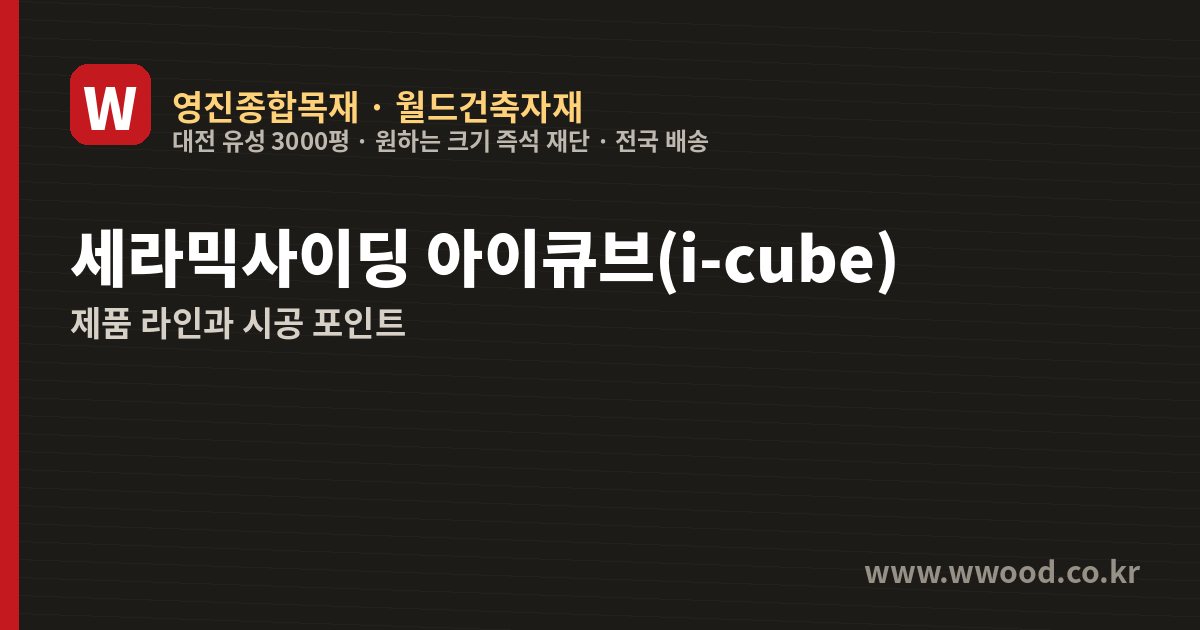 W
영진종합목재 · 월드건축자재
대전 유성 3000평 · 원하는 크기 즉석 재단 · 전국 배송
세라믹사이딩 아이큐브(i-cube)
제품 라인과 시공 포인트
www.wwood.co.kr